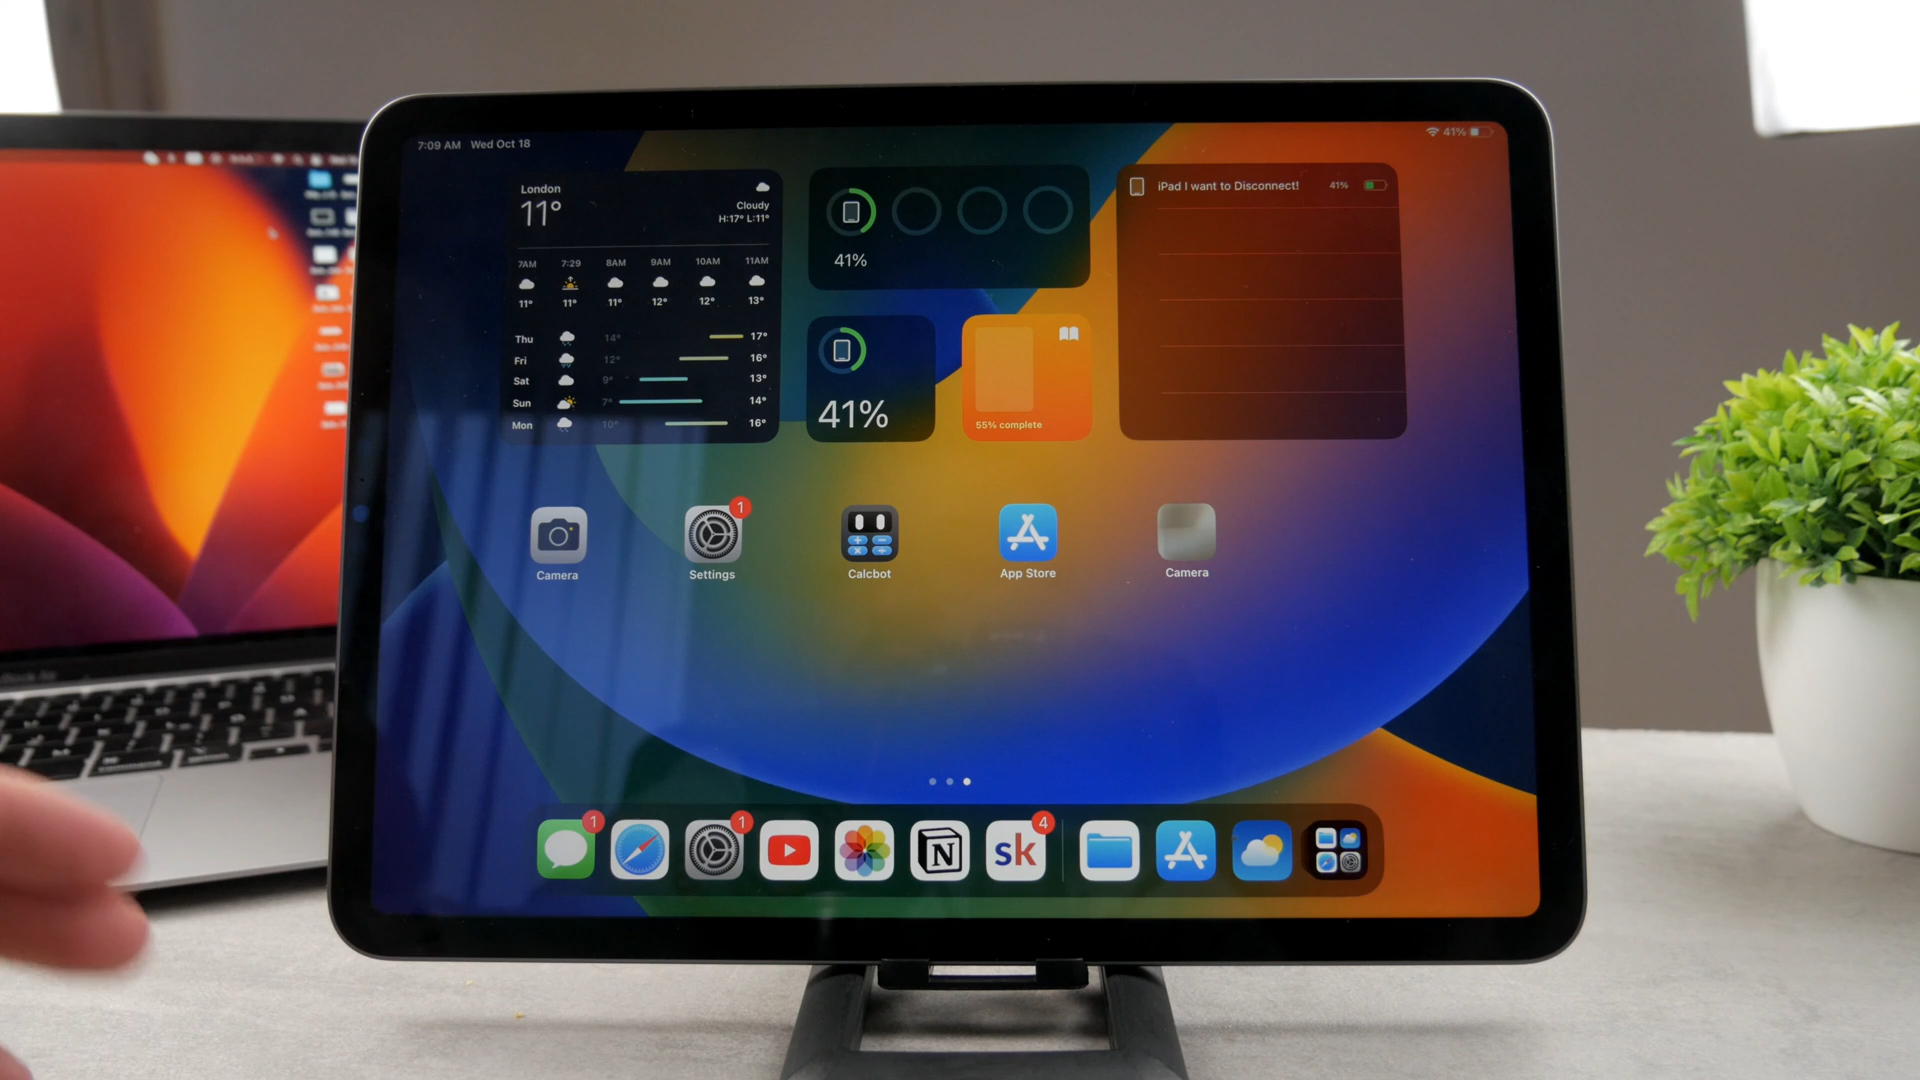 7:09 AM Wed Oct 18
41%
London
11°
Cloudy
H:17° L:11°
7AM 7:29 8AM 9AM 10AM 11AM
11° 11° 11° 12° 12° 13°
Thu 14° 17°
Fri 12° 16°
Sat 9° 13°
Sun 7° 14°
Mon 10° 16°
41%
41%
55% complete
iPad I want to Disconnect! 41%
1
Camera
Settings
Calcbot
App Store
Camera
1
1
4
N
sk
command